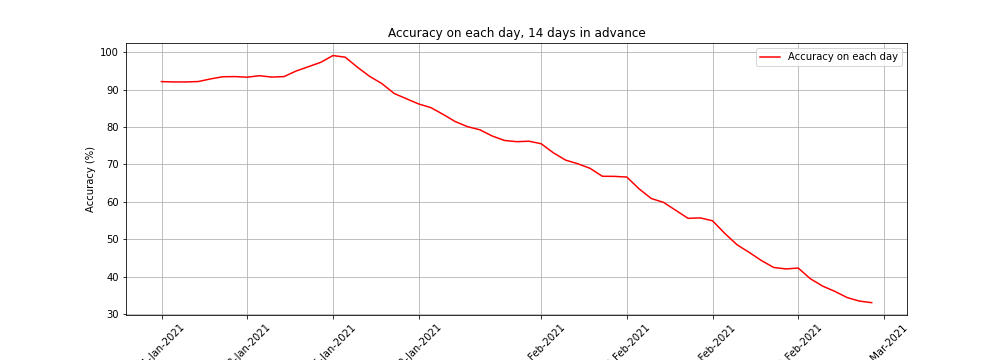 Accuracy on each day, 14 days in advance
Accuracy on each day
Accuracy (%)
100
90
80
70
60
50
40
30
-Jan-2021
-Jan-2021
-Jan-2021
-Jan-2021
Feb-2021
Feb-2021
Feb-2021
Feb-2021
Mar-2021